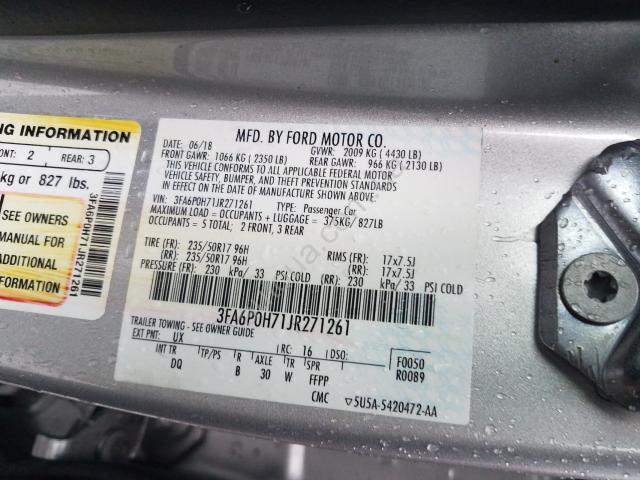 NG INFORMATION
ONT: 2 REAR: 3
kg or 827 lbs.
SEE OWNERS
MANUAL FOR
ADDITIONAL
INFORMATION
3FA6P0H71JR271261
MFD. BY FORD MOTOR CO.
DATE: 06/18 GVWR: 2009 KG ( 4430 LB)
FRONT GAWR: 1066 KG ( 2350 LB) REAR GAWR: 966 KG ( 2130 LB)
THIS VEHICLE CONFORMS TO ALL APPLICABLE FEDERAL MOTOR
VEHICLE SAFETY, BUMPER, AND THEFT PREVENTION STANDARDS
IN EFFECT ON THE DATE OF MANUFACTURE SHOWN ABOVE.
VIN: 3FA6P0H71JR271261 TYPE: Passenger Car
MAXIMUM LOAD = OCCUPANTS + LUGGAGE = 375KG/ 827LB
OCCUPANTS = 5 TOTAL; 2 FRONT, 3 REAR
TIRE (FR): 235/50R17 96H RIMS (FR): 17x7.5J
(RR): 235/50R17 96H (RR): 17x7.5J
PRESSURE (FR): 230 kPa/ 33 PSI COLD (RR): 230 kPa/ 33 PSI COLD
3FA6P0H71JR271261
TRAILER TOWING - SEE OWNER GUIDE
EXT PNT: UX RC: 16 DSO: F0050
INT TR TP/PS R AXLE TR SPR R0089
DQ B 30 W FFPP
CMC ▽5U5A-5420472-AA